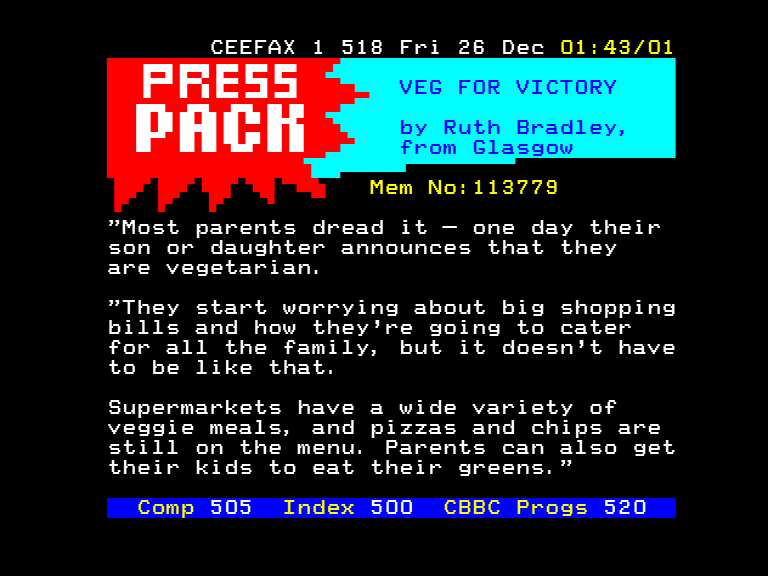 CEEFAX 1 518 Fri 26 Dec 01:43/01
PRESS
PACK
VEG FOR VICTORY
by Ruth Bradley,
from Glasgow
Mem No:113779
"Most parents dread it — one day their
son or daughter announces that they
are vegetarian.
"They start worrying about big shopping
bills and how they're going to cater
for all the family, but it doesn't have
to be like that.
Supermarkets have a wide variety of
veggie meals, and pizzas and chips are
still on the menu. Parents can also get
their kids to eat their greens."
Comp 505 Index 500 CBBC Progs 520